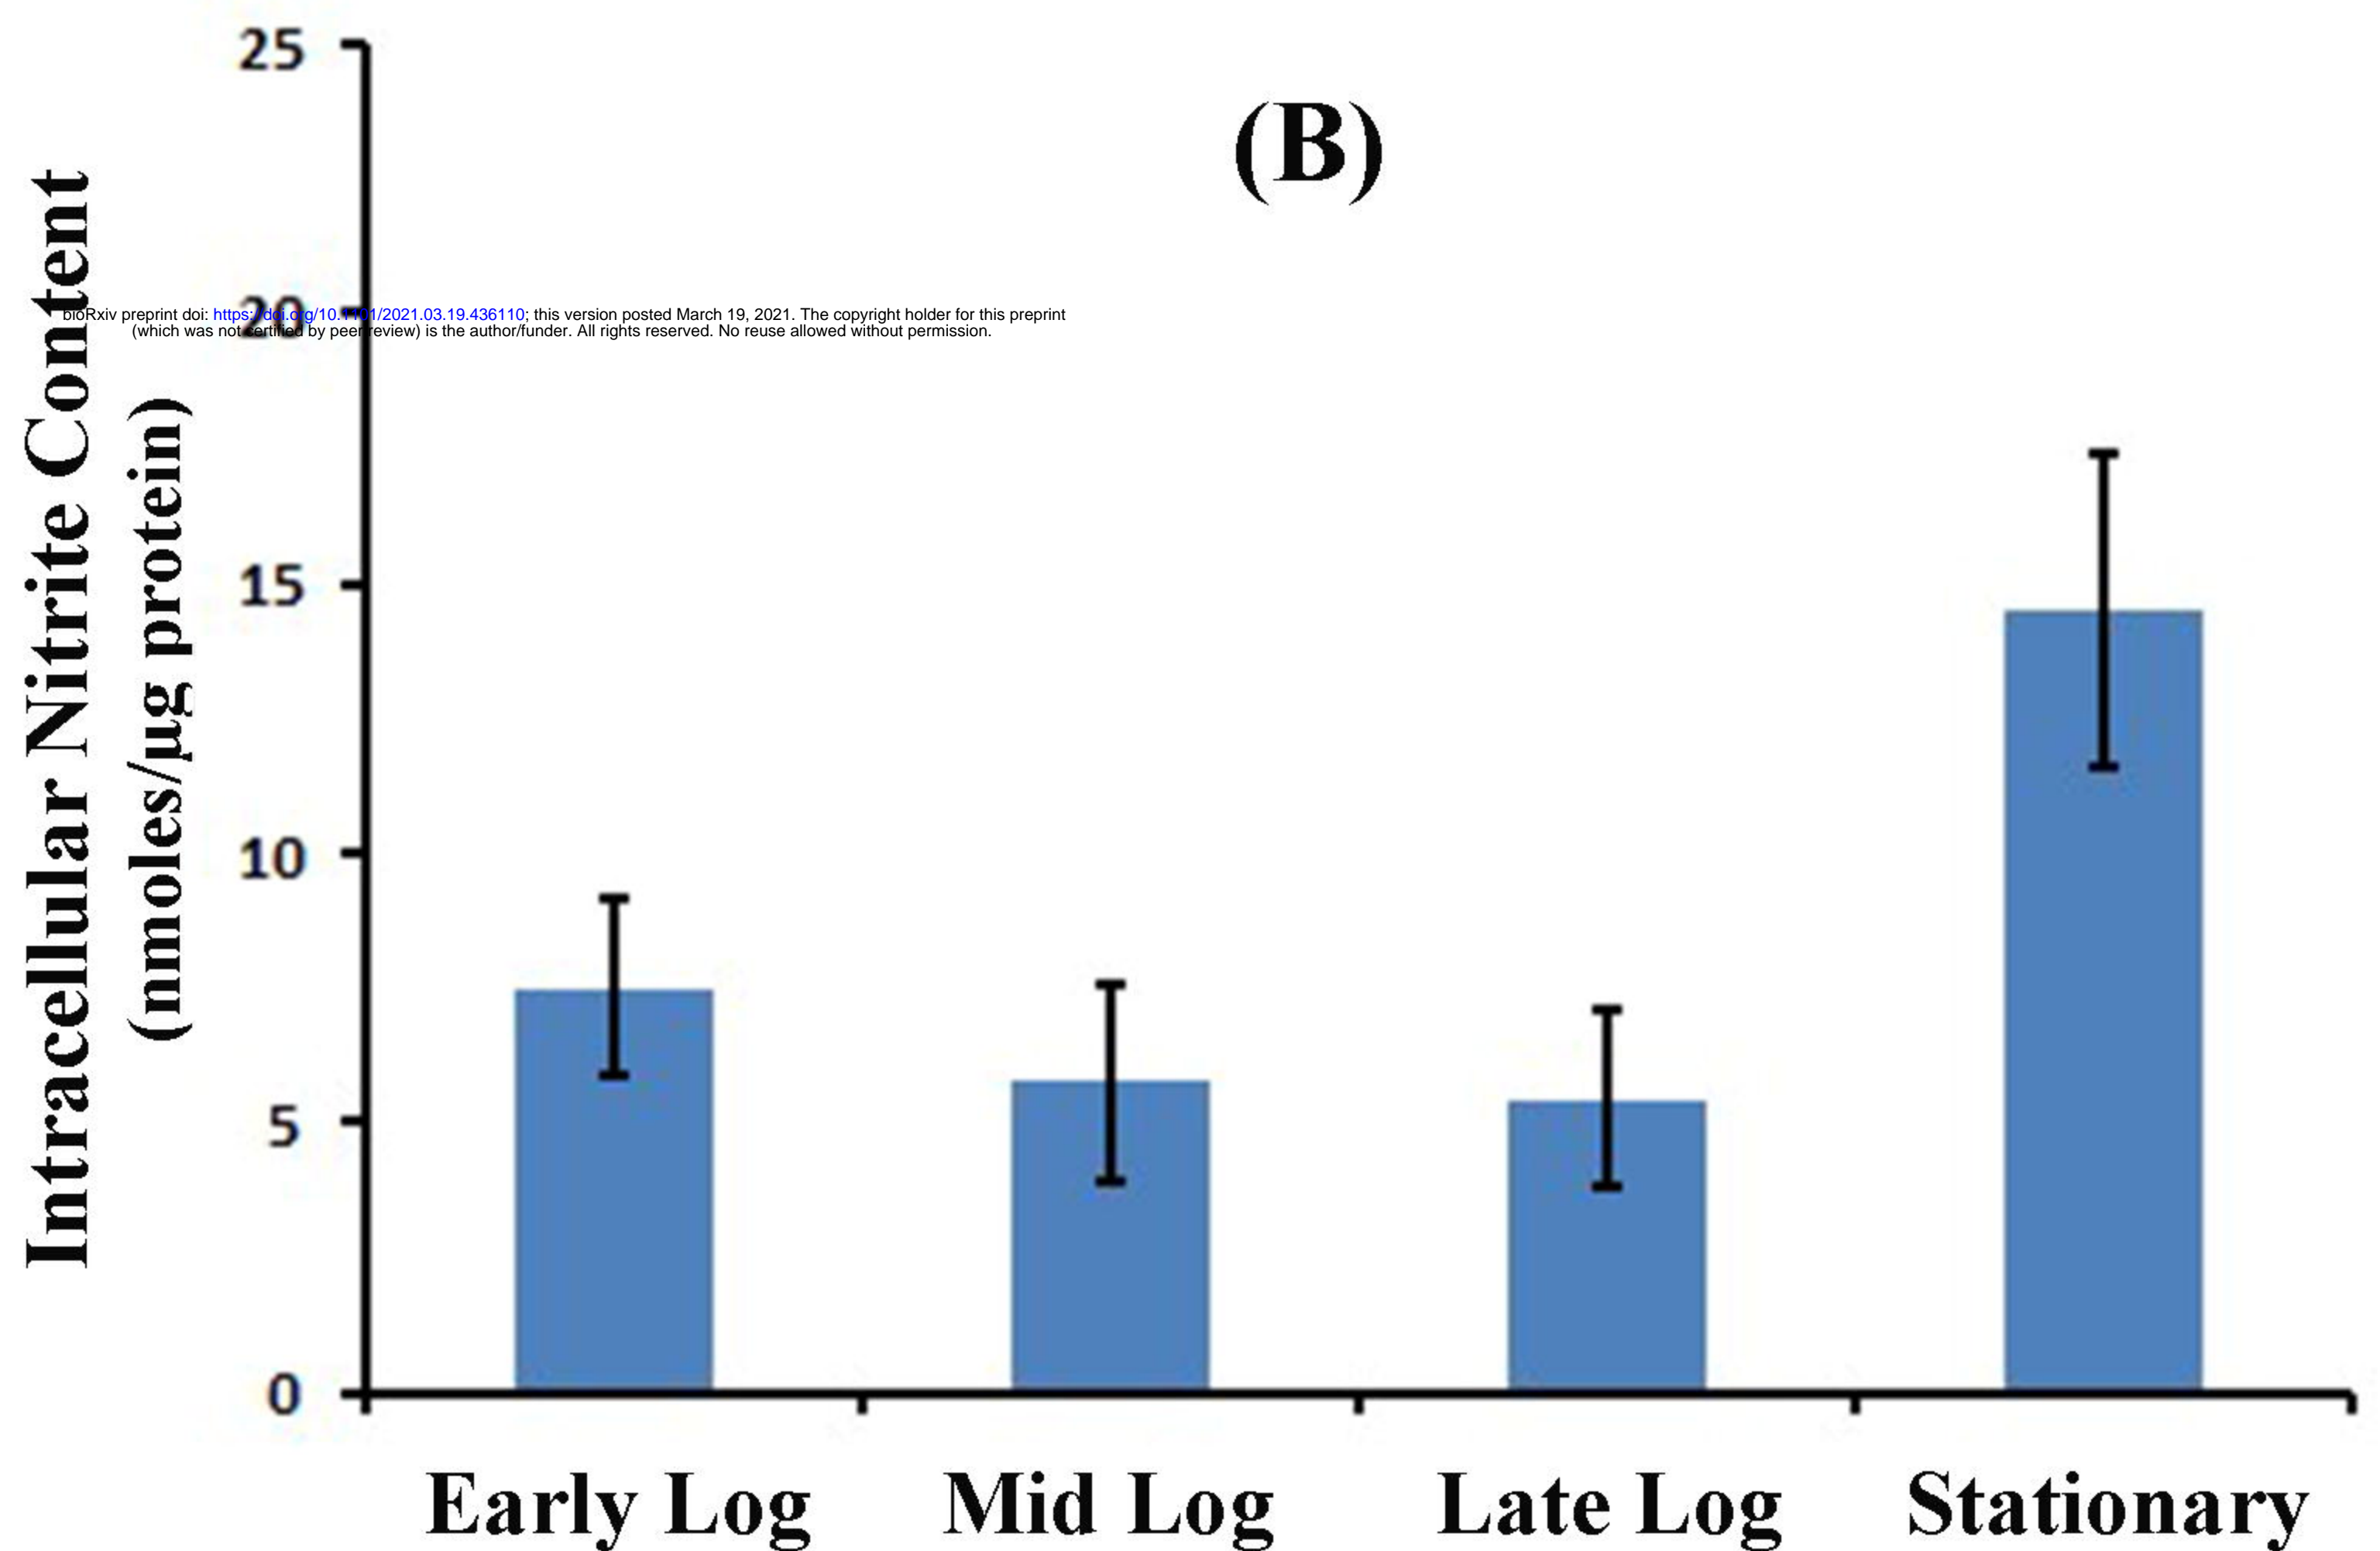 25
(B)
20
bioRxiv preprint doi: https://doi.org/10.1101/2021.03.19.436110; this version posted March 19, 2021. The copyright holder for this preprint
(which was not certified by peer review) is the author/funder. All rights reserved. No reuse allowed without permission.
Intracellular Nitrite Content
(nmoles/µg protein)
15
10
5
0
Early Log Mid Log Late Log Stationary